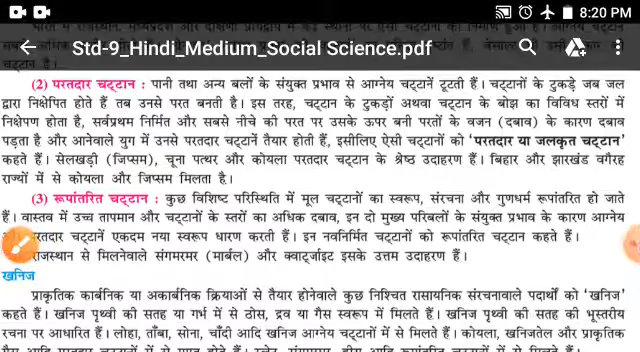 8:20 PM
Std-9_Hindi_Medium_Social Science.pdf
चट्टान है।
(2) परतदार चट्टान : पानी तथा अन्य बलों के संयुक्त प्रभाव से आग्नेय चट्टानें टूटती हैं। चट्टानों के टुकड़े जब जल
द्वारा निक्षेपित होते हैं तब उनसे परत बनती है। इस तरह, चट्टान के टुकड़ों अथवा चट्टान के बोझ का विविध स्तरों में
निक्षेपण होता है, सर्वप्रथम निर्मित और सबसे नीचे की परत पर उसके ऊपर बनी परतों के वजन (दबाव) के कारण दबाव
पड़ता है और आनेवाले युग में उनसे परतदार चट्टानें तैयार होती हैं, इसीलिए ऐसी चट्टानों को 'परतदार या जलकृत चट्टान'
कहते हैं। सेलखड़ी (जिप्सम), चूना पत्थर और कोयला परतदार चट्टान के श्रेष्ठ उदाहरण हैं। बिहार और झारखंड वगैरह
राज्यों में से कोयला और जिप्सम मिलता है।
(3) रूपांतरित चट्टान : कुछ विशिष्ट परिस्थिति में मूल चट्टानों का स्वरूप, संरचना और गुणधर्म रूपांतरित हो जाते
हैं। वास्तव में उच्च तापमान और चट्टानों के स्तरों का अधिक दबाव, इन दो मुख्य परिबलों के संयुक्त प्रभाव के कारण आग्नेय
रतदार चट्टानें एकदम नया स्वरूप धारण करती हैं। इन नवनिर्मित चट्टानों को रूपांतरित चट्टान कहते हैं।
राजस्थान से मिलनेवाले संगमरमर (मार्बल) और क्वार्ट्जाइट इसके उत्तम उदाहरण हैं।
खनिज
प्राकृतिक कार्बनिक या अकार्बनिक क्रियाओं से तैयार होनेवाले कुछ निश्चित रासायनिक संरचनावाले पदार्थों को 'खनिज'
कहते हैं। खनिज पृथ्वी की सतह या गर्भ में से ठोस, द्रव या गैस स्वरूप में मिलते हैं। खनिज पृथ्वी की सतह की भूस्तरीय
रचना पर आधारित हैं। लोहा, ताँबा, सोना, चाँदी आदि खनिज आग्नेय चट्टानों में से मिलते हैं। कोयला, खनिजतेल और प्राकृतिक